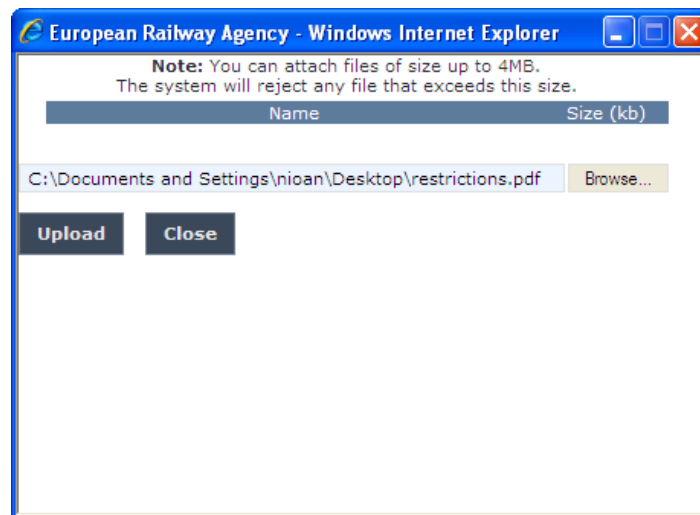 European Railway Agency - Windows Internet Explorer
Note: You can attach files of size up to 4MB.
The system will reject any file that exceeds this size.
Name Size (kb)
C:\Documents and Settings\nioan\Desktop\restrictions.pdf Browse...
Upload Close